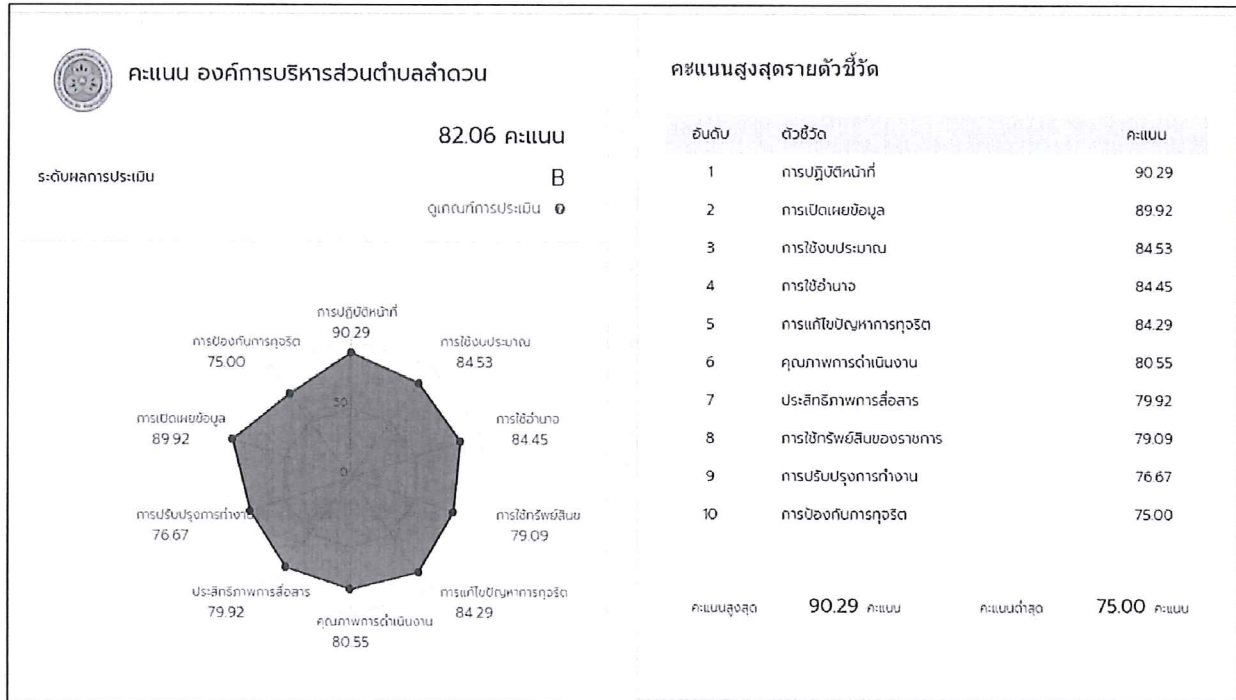 คะแนน องค์การบริหารส่วนตำบลลำดวน
82.06 คะแนน
ระดับผลการประเมิน B
ดูเกณฑ์การประเมิน
การปฏิบัติหน้าที่
90.29
การป้องกันการทุจริต
75.00
การใช้งบประมาณ
84.53
การเปิดเผยข้อมูล
89.92
การใช้อำนาจ
84.45
50
0
การปรับปรุงการทำงาน
76.67
การใช้ทรัพย์สินข
79.09
ประสิทธิภาพการสื่อสาร
79.92
การแก้ไขปัญหาการทุจริต
84.29
คุณภาพการดำเนินงาน
80.55
คะแนนสูงสุดรายตัวชี้วัด
อันดับ ตัวชี้วัด คะแนน
1 การปฏิบัติหน้าที่ 90.29
2 การเปิดเผยข้อมูล 89.92
3 การใช้งบประมาณ 84.53
4 การใช้อำนาจ 84.45
5 การแก้ไขปัญหาการทุจริต 84.29
6 คุณภาพการดำเนินงาน 80.55
7 ประสิทธิภาพการสื่อสาร 79.92
8 การใช้ทรัพย์สินของราชการ 79.09
9 การปรับปรุงการทำงาน 76.67
10 การป้องกันการทุจริต 75.00
คะแนนสูงสุด 90.29 คะแนน คะแนนต่ำสุด 75.00 คะแนน